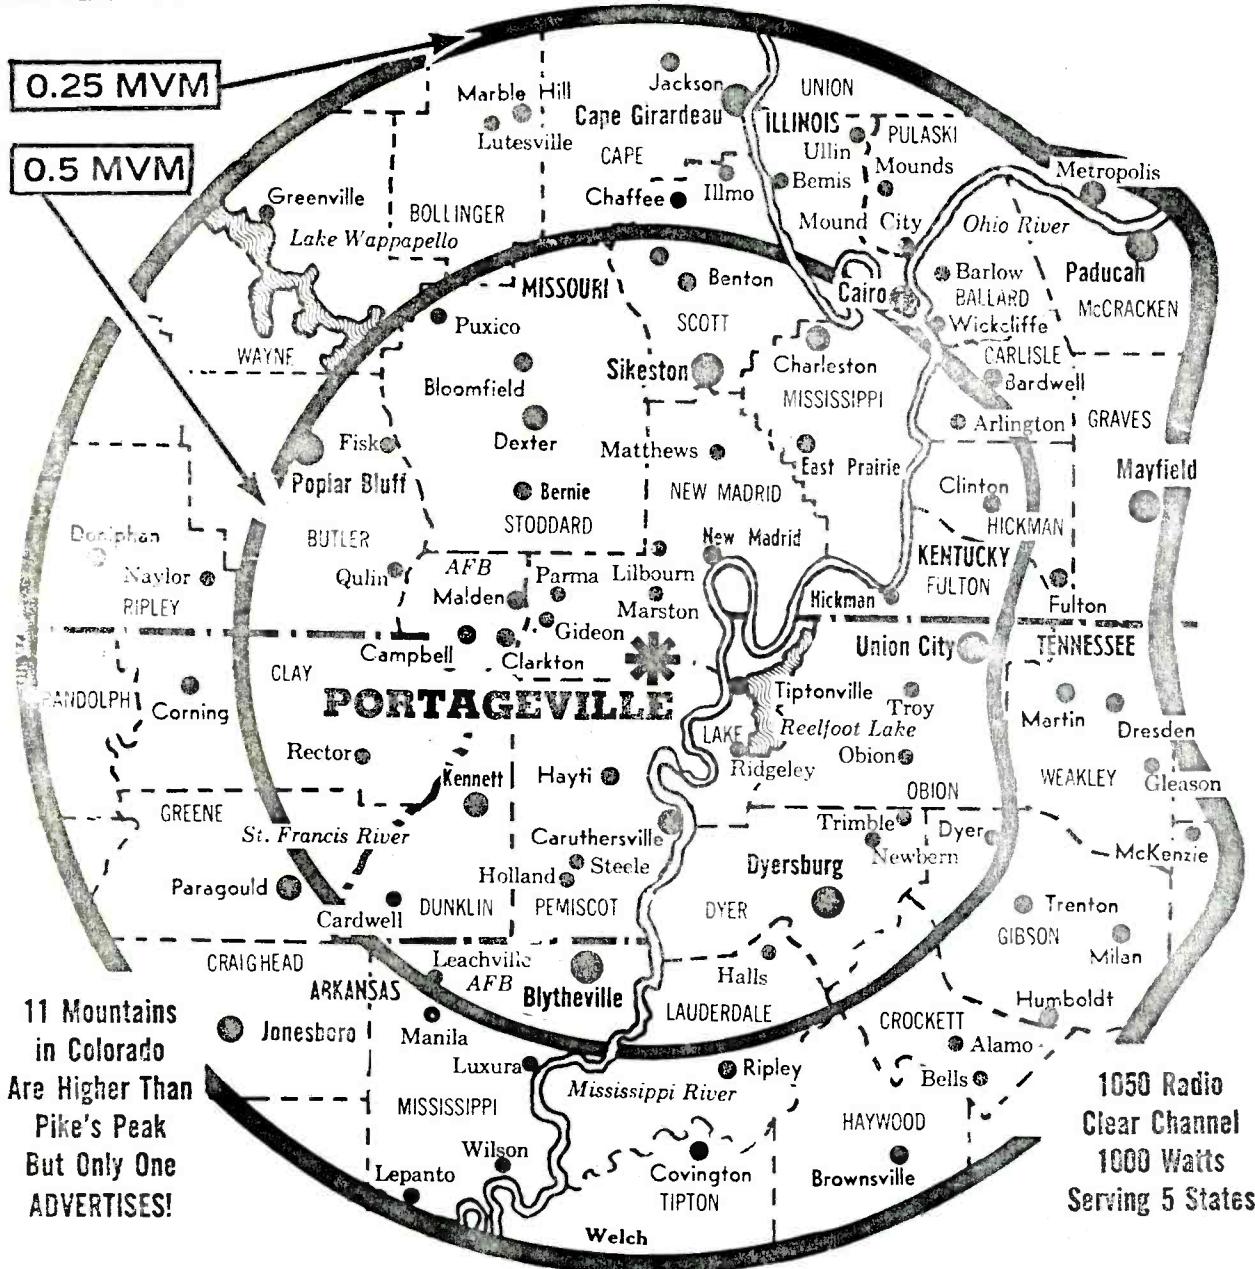 0.25 MVM
0.5 MVM
Jackson
UNION
Marble Hill
Cape Girardeau
ILLINOIS
PULASKI
Lutesville
Ullin
CAPE
Mounds
Metropolis
Bemis
Illmo
Chaffee
Greenville
BOLLINGER
Mound City
Ohio River
Lake Wappapello
Paducah
Barlow
Benton
MISSOURI
Cairo
BALLARD
McCRACKEN
Puxico
SCOTT
Wickcliffe
WAYNE
CARLISLE
Charleston
Sikeston
Bloomfield
Bardwell
MISSISSIPPI
GRAVES
Arlington
Fisk
Dexter
Matthews
East Prairie
Mayfield
Poplar Bluff
Bernie
NEW MADRID
Clinton
STODDARD
HICKMAN
Doniphan
BUTLER
New Madrid
KENTUCKY
AFB
Naylor
Qulin
Parma
Lilbourn
FULTON
Malden
Hickman
RIPLEY
Marston
Fulton
Gideon
Campbell
Clarkton
Union City
TENNESSEE
CLAY
PORTAGEVILLE
Tiptonville
RANDOLPH
Corning
Troy
Martin
Reelfoot Lake
Dresden
LAKE
Rector
Obion
Ridgeley
Kennett
Hayti
WEAKLEY
Gleason
OBION
GREENE
Trimble
St. Francis River
Caruthersville
Dyer
Newbern
McKenzie
Steele
Dyersburg
Holland
Paragould
Trenton
DUNKLIN
PEMISCOT
DYER
Cardwell
GIBSON
Milan
Leachville
CRAIGHEAD
Halls
AFB
ARKANSAS
Blytheville
Humboldt
LAUDERDALE
CROCKETT
11 Mountains
in Colorado
Are Higher Than
Pike's Peak
But Only One
ADVERTISES!
Jonesboro
Manila
Alamo
Luxura
Ripley
Bells
Mississippi River
MISSISSIPPI
HAYWOOD
Wilson
Lepanto
Covington
Brownsville
TIPTON
Welch
1050 Radio
Clear Channel
1000 Watts
Serving 5 States